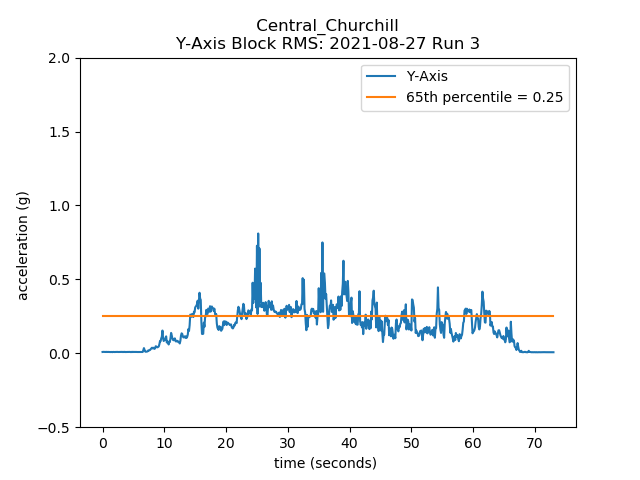 Central_Churchill
Y-Axis Block RMS: 2021-08-27 Run 3
Y-Axis
65th percentile = 0.25
2.0
1.5
1.0
0.5
0.0
−0.5
acceleration (g)
0 10 20 30 40 50 60 70
time (seconds)